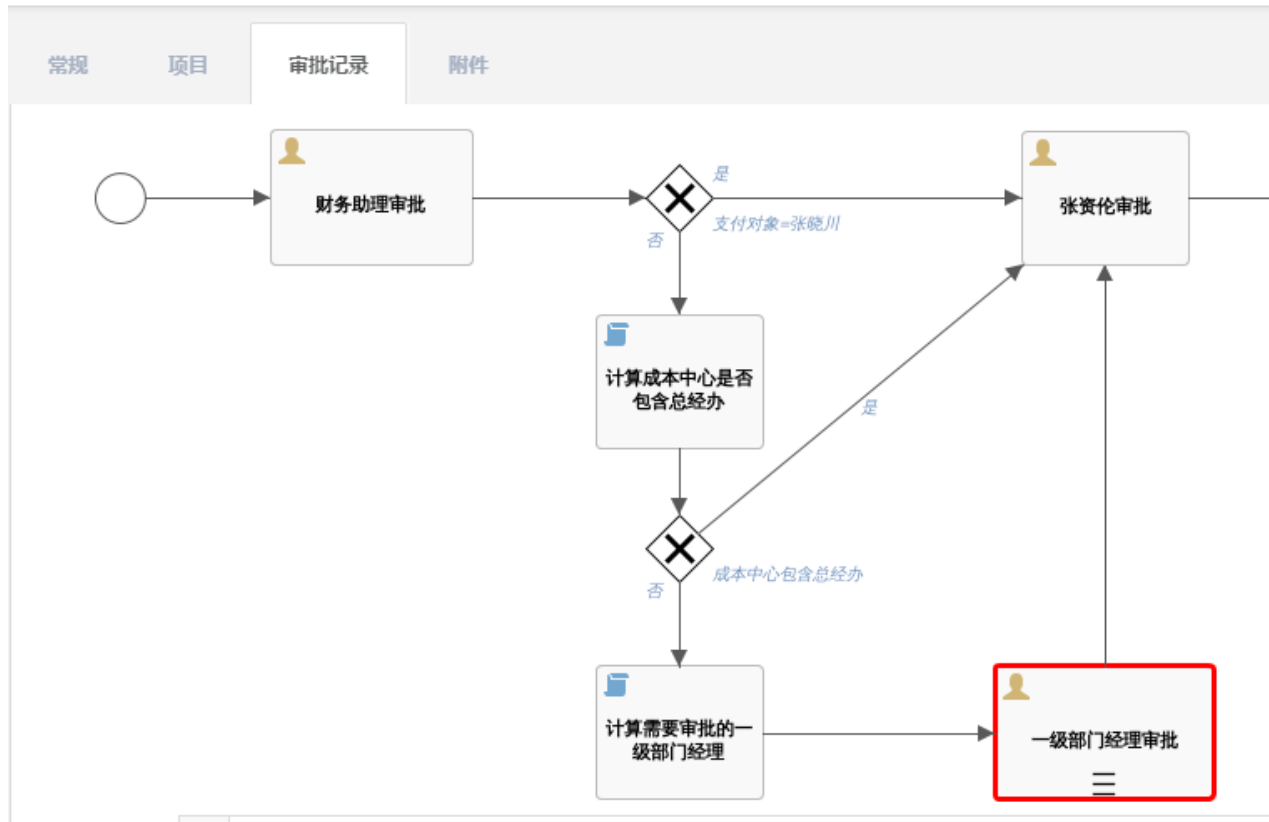 常规
项目
审批记录
附件
财务助理审批
是
支付对象=张晓川
否
张资伦审批
计算成本中心是否
包含总经办
是
成本中心包含总经办
否
计算需要审批的一
级部门经理
一级部门经理审批